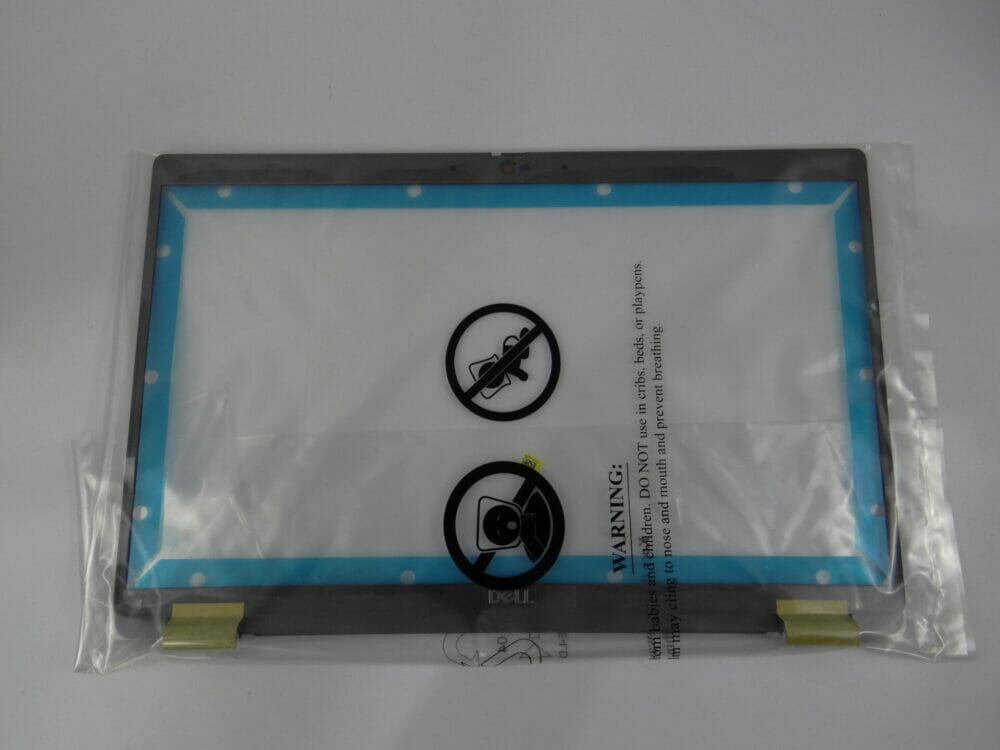 WARNING:
babies and children. DO NOT use in cribs, beds, or playpens.
may cling to nose and mouth and prevent breathing.
DELL